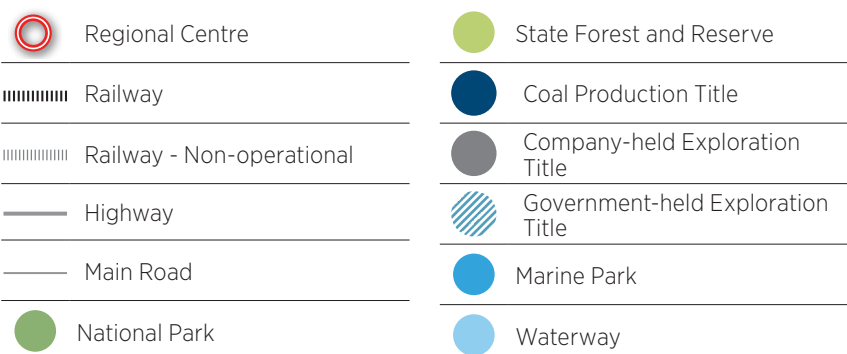 Regional Centre
Railway
Railway - Non-operational
Highway
Main Road
National Park
State Forest and Reserve
Coal Production Title
Company-held Exploration
Title
Government-held Exploration
Title
Marine Park
Waterway